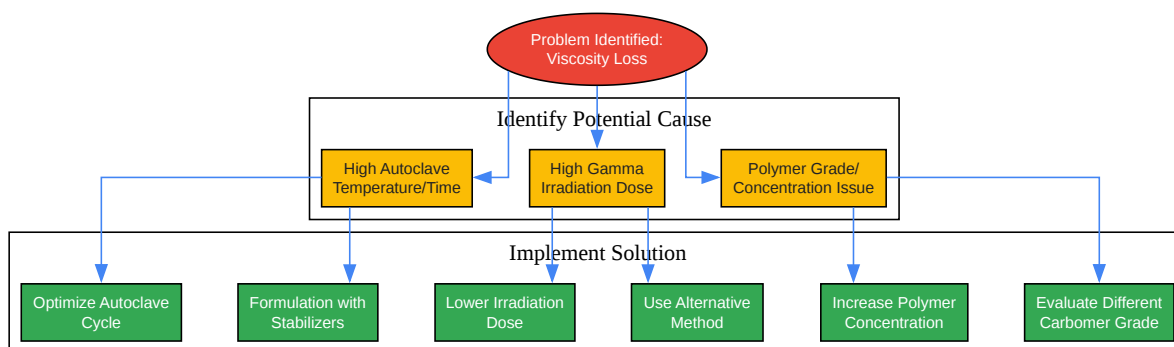 Problem Identified:
Viscosity Loss
Identify Potential Cause
High Autoclave
Temperature/Time
High Gamma
Irradiation Dose
Polymer Grade/
Concentration Issue
Implement Solution
Optimize Autoclave
Cycle
Formulation with
Stabilizers
Lower Irradiation
Dose
Use Alternative
Method
Increase Polymer
Concentration
Evaluate Different
Carbomer Grade